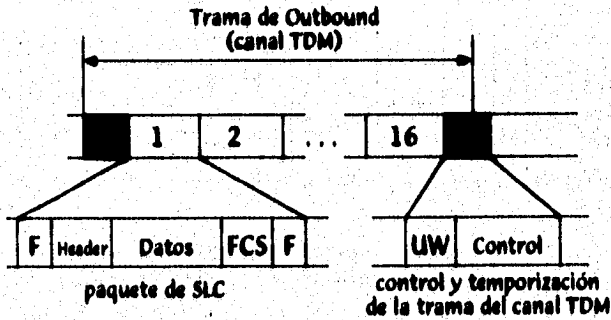 Trama de Outbound
(canal TDM)
1 2 ... 16
F Header Datos FCS F UW Control
paquete de SLC
control y temporización
de la trama del canal TDM